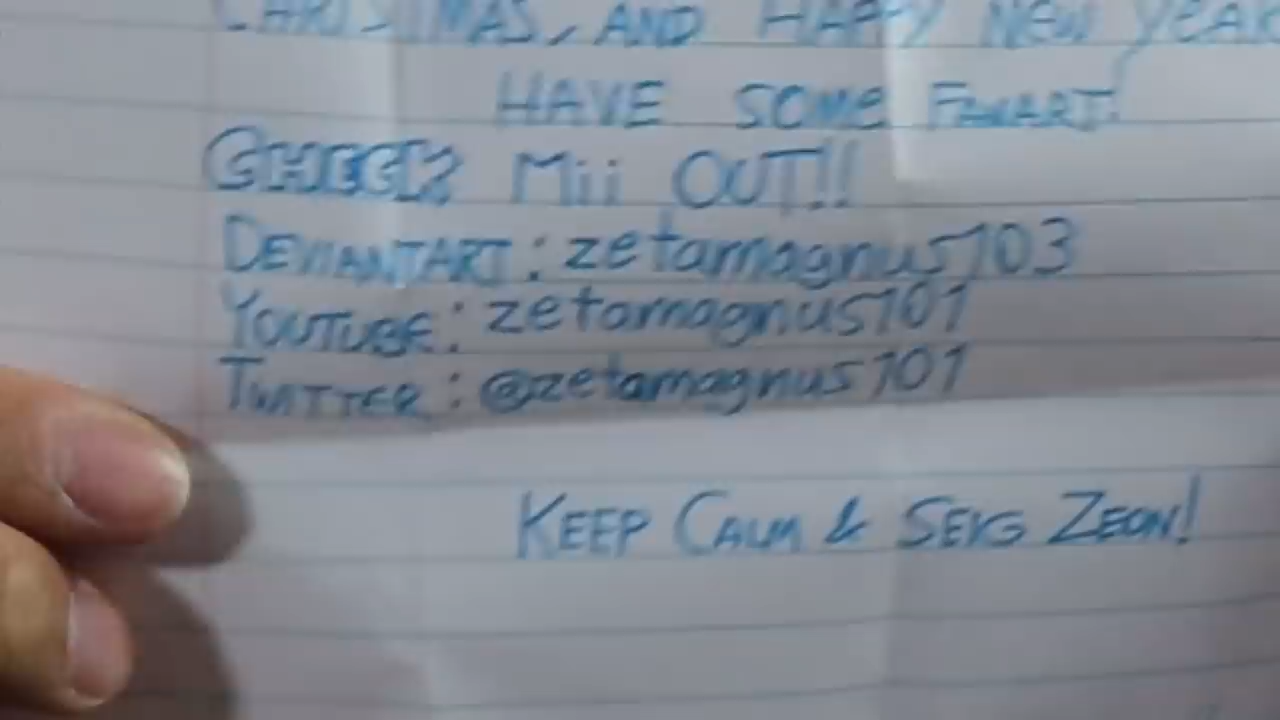 CHRISTMAS, AND HAPPY NEW YEAR
HAVE SOME FANART!
CHECK Mii OUT!!
DEVIANTART: zetamagnus103
YOUTUBE: zetamagnus101
TWITTER: @zetamagnus101
KEEP CALM & SEIG ZEON!